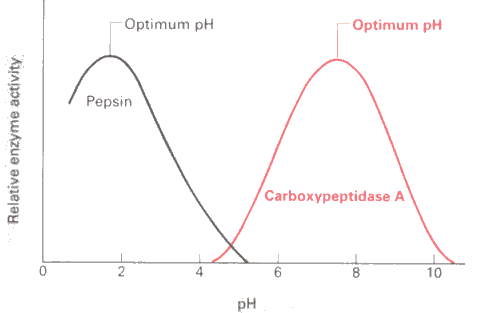 Optimum pH
Optimum pH
Pepsin
Carboxypeptidase A
Relative enzyme activity
0 2 4 6 8 10
pH